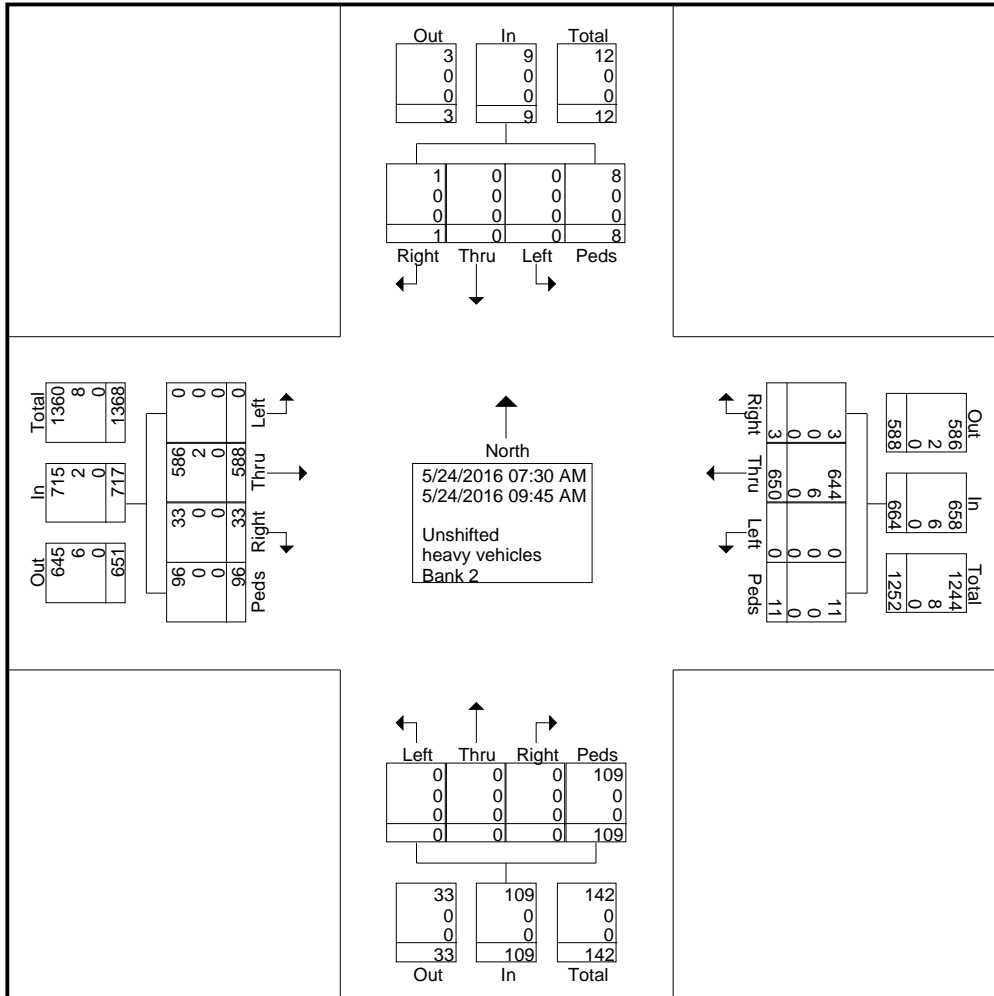 Out In Total
3 9 12
0 0 0
0 0 0
3 9 12
1 0 0 8
0 0 0 0
0 0 0 0
1 0 0 8
Right Thru Left Peds
Total
1360
8
0
1368
In
715
2
0
717
Out
645
6
0
651
0
0
0
0
Left
586
2
0
588
Thru
33
0
0
33
Right
96
0
0
96
Peds
North
5/24/2016 07:30 AM
5/24/2016 09:45 AM
Unshifted
heavy vehicles
Bank 2
Right
3
0
0
3
Thru
650
0
6
644
Left
0
0
0
0
Peds
11
0
0
11
Out
586
2
0
588
In
658
6
0
664
Total
1244
8
0
1252
Left Thru Right Peds
0 0 0 109
0 0 0 0
0 0 0 0
0 0 0 109
33 109 142
0 0 0
0 0 0
33 109 142
Out In Total